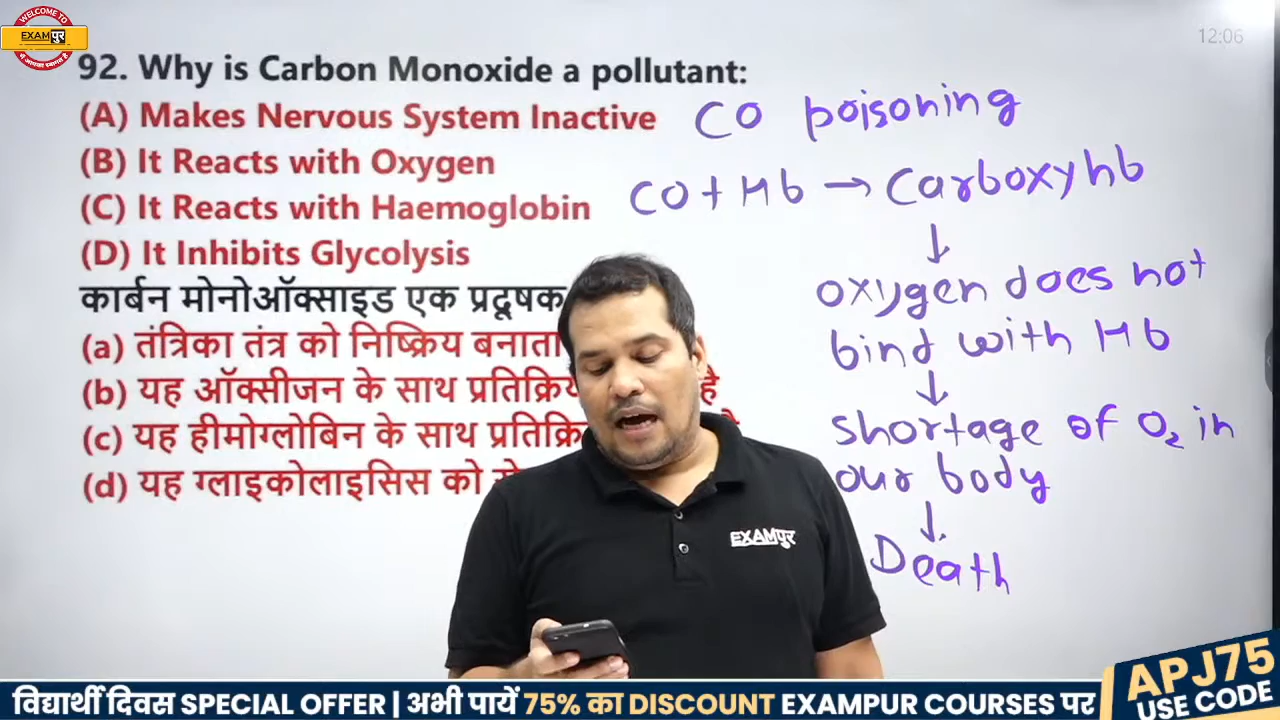 WELCOME TO
EXAMPUR
12:06
92. Why is Carbon Monoxide a pollutant:
(A) Makes Nervous System Inactive
(B) It Reacts with Oxygen
(C) It Reacts with Haemoglobin
(D) It Inhibits Glycolysis
कार्बन मोनोऑक्साइड एक प्रदूषक
(a) तंत्रिका तंत्र को निष्क्रिय बनाता
(b) यह ऑक्सीजन के साथ है
(c) यह हीमोग्लोबिन के साथ
(d) यह ग्लाइकोलाइसिस को
CO poisoning
CO + Hb → Carboxyhb
↓
oxygen does not
bind with Hb
↓
shortage of O₂ in
our body
↓
Death
EXAMपुर
विद्यार्थी दिवस SPECIAL OFFER | अभी पायें 75% का DISCOUNT EXAMPUR COURSES पर
APJ75
USE CODE